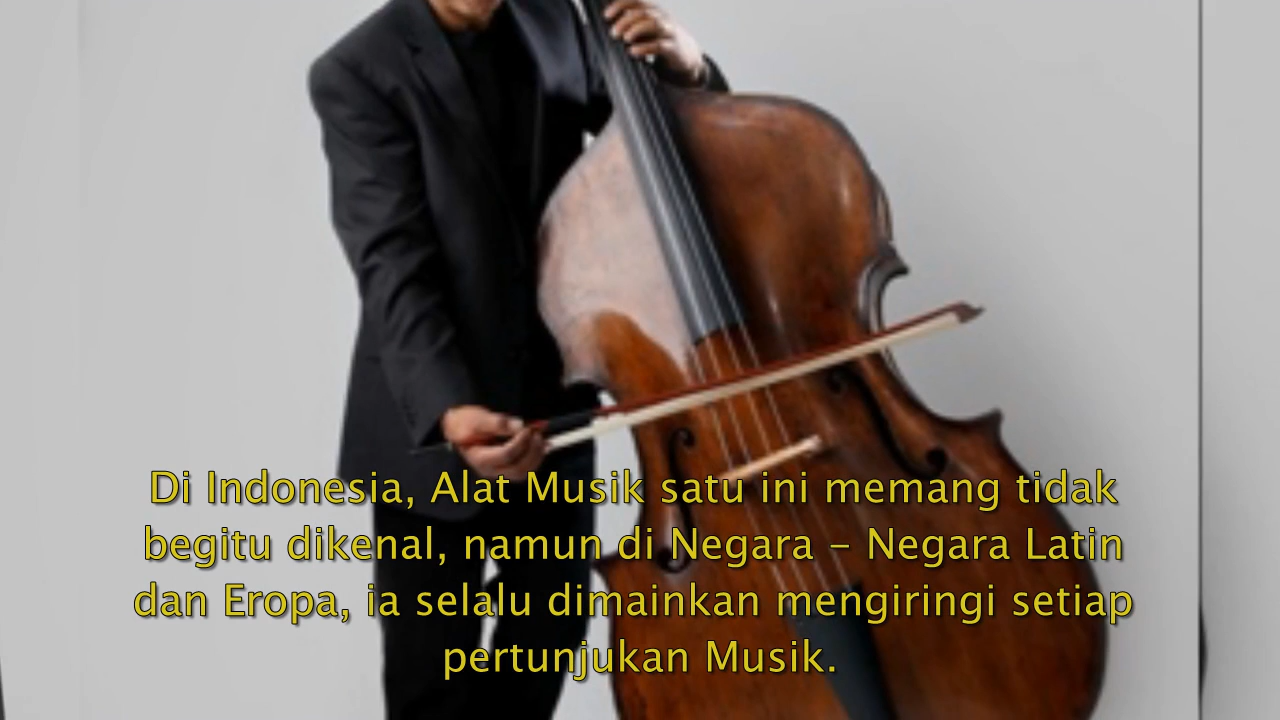 Di Indonesia, Alat Musik satu ini memang tidak
begitu dikenal, namun di Negara - Negara Latin
dan Eropa, ia selalu dimainkan mengiringi setiap
pertunjukan Musik.